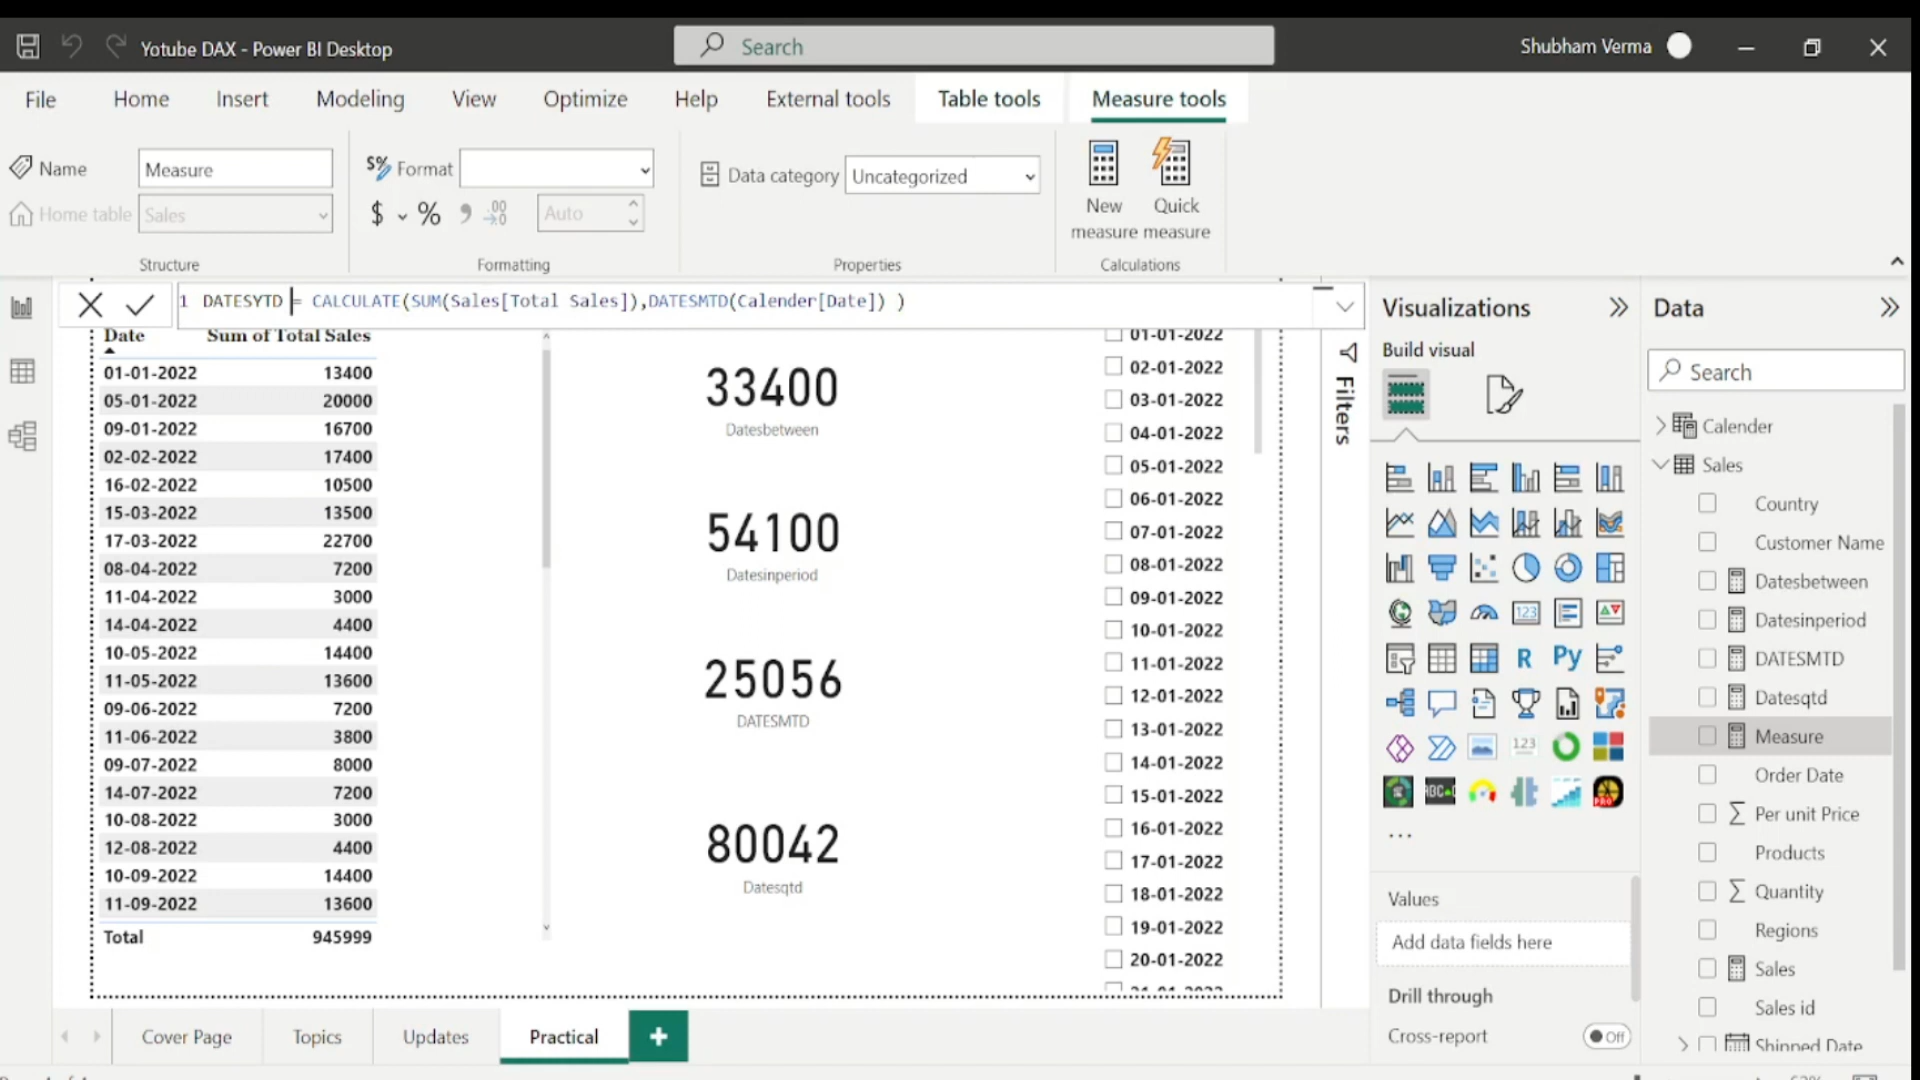 Yotube DAX - Power BI Desktop
Search
Shubham Verma
File
Home
Insert
Modeling
View
Optimize
Help
External tools
Table tools
Measure tools
Name
Measure
Home table
Sales
Structure
$% Format
$ % 9 .00 →0
Auto
Formatting
Data category
Uncategorized
Properties
New measure
Quick measure
Calculations
1 DATESYTD = CALCULATE(SUM(Sales[Total Sales]),DATESMTD(Calender[Date]) )
Date Sum of Total Sales
01-01-2022 13400
05-01-2022 20000
09-01-2022 16700
02-02-2022 17400
16-02-2022 10500
15-03-2022 13500
17-03-2022 22700
08-04-2022 7200
11-04-2022 3000
14-04-2022 4400
10-05-2022 14400
11-05-2022 13600
09-06-2022 7200
11-06-2022 3800
09-07-2022 8000
14-07-2022 7200
10-08-2022 3000
12-08-2022 4400
10-09-2022 14400
11-09-2022 13600
Total 945999
33400
Datesbetween
54100
Datesinperiod
25056
DATESMTD
80042
Datesqtd
01-01-2022
02-01-2022
03-01-2022
04-01-2022
05-01-2022
06-01-2022
07-01-2022
08-01-2022
09-01-2022
10-01-2022
11-01-2022
12-01-2022
13-01-2022
14-01-2022
15-01-2022
16-01-2022
17-01-2022
18-01-2022
19-01-2022
20-01-2022
Filters
Visualizations
Build visual
123
R
Py
123
PRO
...
Values
Add data fields here
Drill through
Cross-report
Off
Data
Search
Calender
Sales
Country
Customer Name
Datesbetween
Datesinperiod
DATESMTD
Datesqtd
Measure
Order Date
∑ Per unit Price
Products
∑ Quantity
Regions
Sales
Sales id
Shipped Date
Cover Page
Topics
Updates
Practical
+